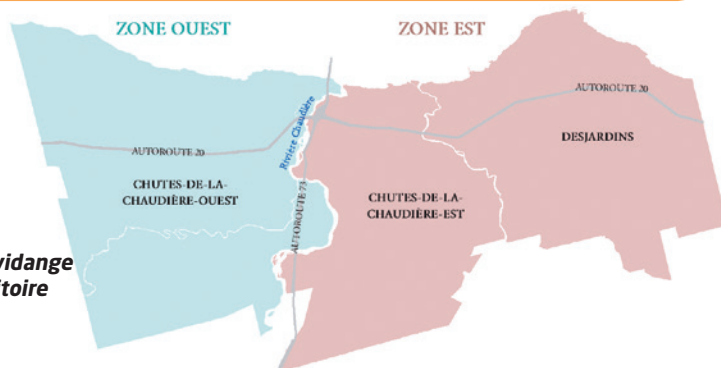 ZONE OUEST
ZONE EST
Rivière Chaudière
AUTOROUTE 20
AUTOROUTE 20
DESJARDINS
AUTOROUTE 73
CHUTES-DE-LA-
CHAUDIÈRE-OUEST
CHUTES-DE-LA-
CHAUDIÈRE-EST
vidange
itoire